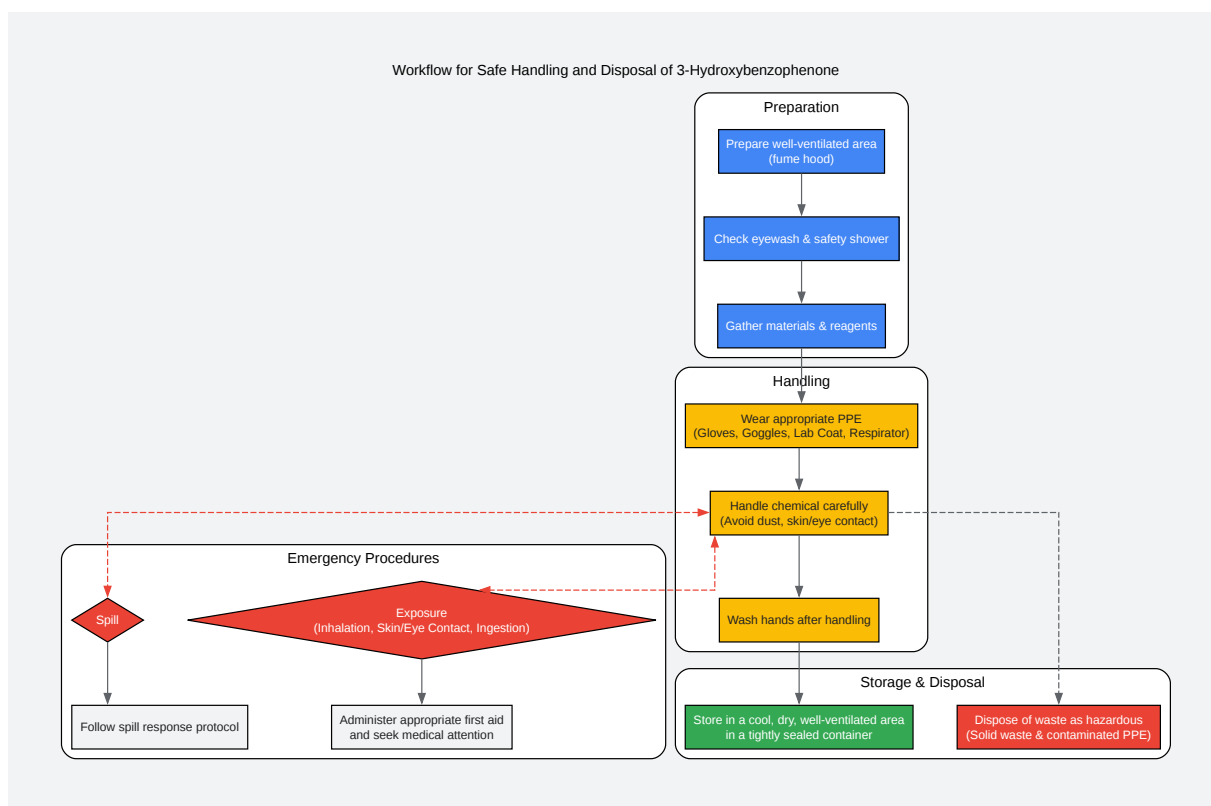 Workflow for Safe Handling and Disposal of 3-Hydroxybenzophenone
Preparation
Prepare well-ventilated area
(fume hood)
Check eyewash & safety shower
Gather materials & reagents
Handling
Wear appropriate PPE
(Gloves, Goggles, Lab Coat, Respirator)
Handle chemical carefully
(Avoid dust, skin/eye contact)
Wash hands after handling
Emergency Procedures
Spill
Exposure
(Inhalation, Skin/Eye Contact, Ingestion)
Follow spill response protocol
Administer appropriate first aid
and seek medical attention
Storage & Disposal
Store in a cool, dry, well-ventilated area
in a tightly sealed container
Dispose of waste as hazardous
(Solid waste & contaminated PPE)